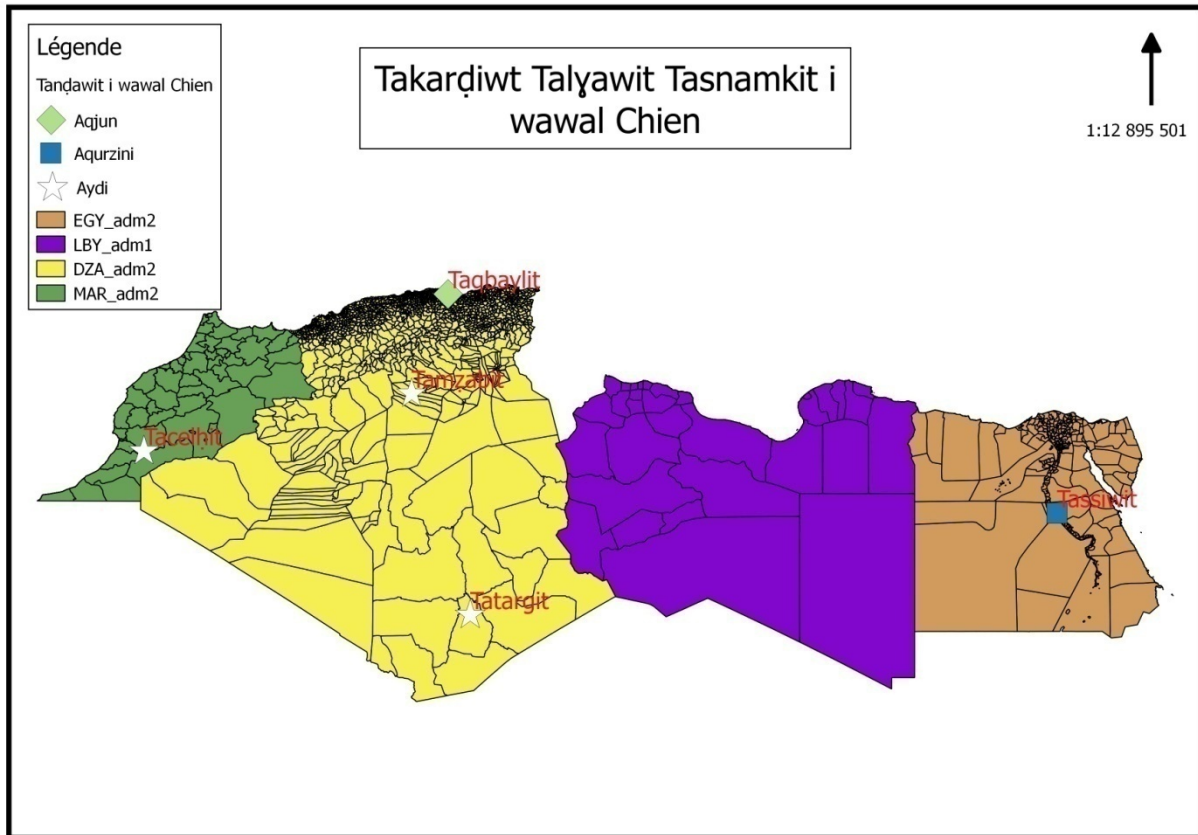 Légende
Tanḍawit i wawal Chien
Aqjun
Aqurzini
Aydi
EGY_adm2
LBY_adm1
DZA_adm2
MAR_adm2
Takarḍiwt Talɣawit Tasnamkit i
wawal Chien
1:12 895 501
Taqbaylit
Tamẓabit
Tacelḥit
Tassiwit
Tatargit